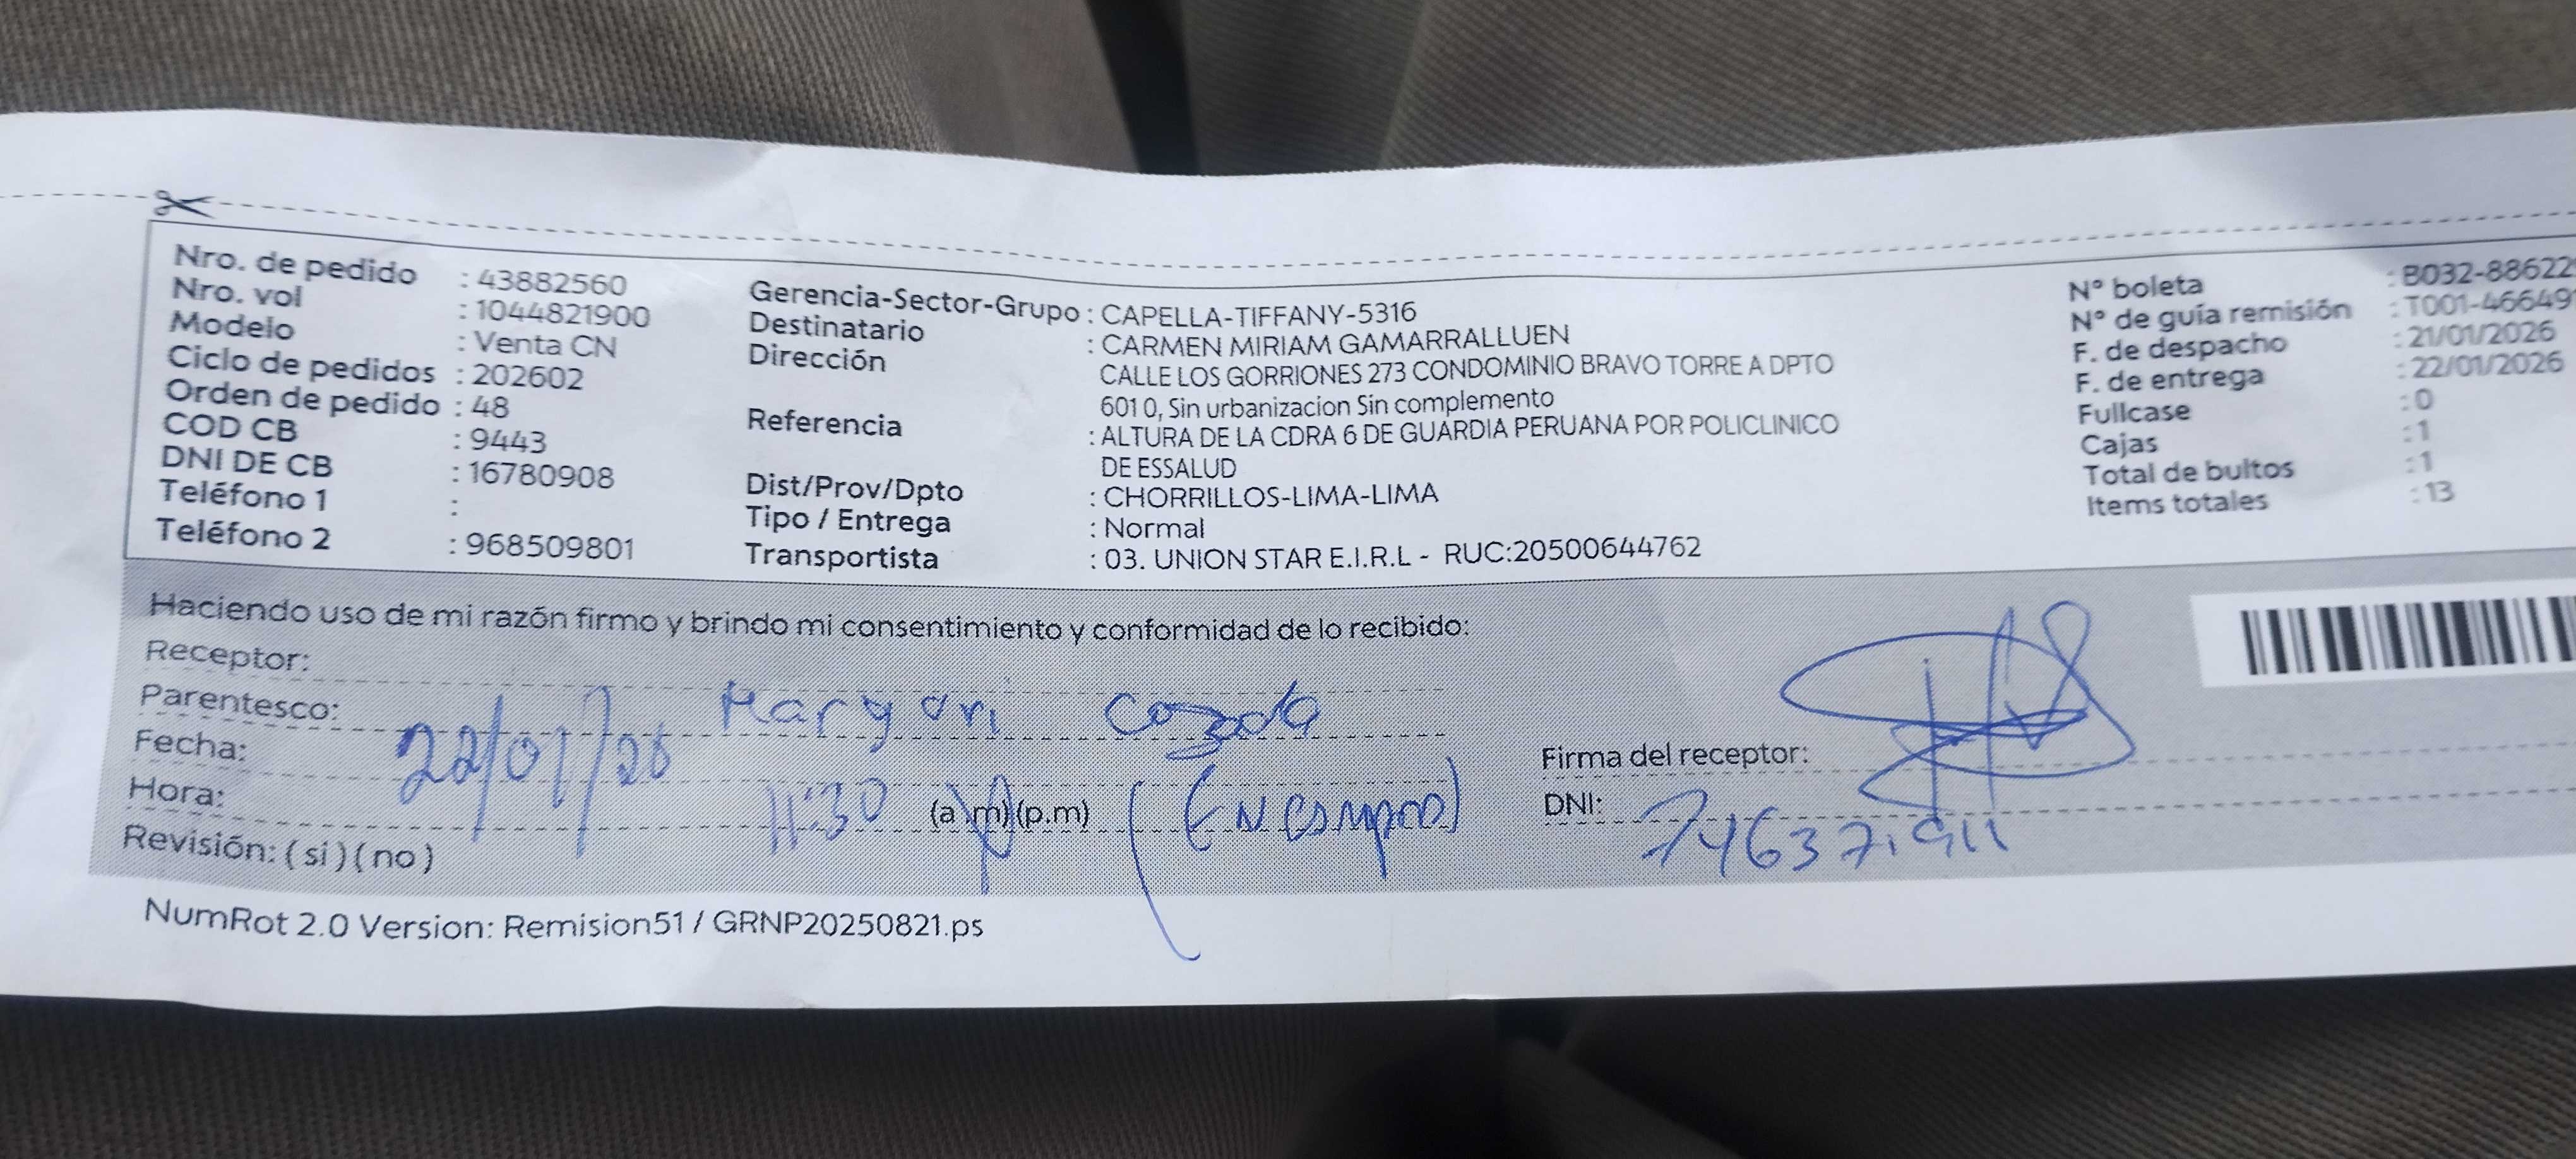 Nro. de pedido : 43882560
Nro. vol : 1044821900
Modelo : Venta CN
Ciclo de pedidos : 202602
Orden de pedido : 48
COD CB : 9443
DNI DE CB : 16780908
Teléfono 1 :
Teléfono 2 : 968509801
Gerencia-Sector-Grupo : CAPELLA-TIFFANY-5316
Destinatario : CARMEN MIRIAM GAMARRALLUEN
Dirección CALLE LOS GORRIONES 273 CONDOMINIO BRAVO TORRE A DPTO
601 0, Sin urbanizacion Sin complemento
Referencia : ALTURA DE LA CDRA 6 DE GUARDIA PERUANA POR POLICLINICO
DE ESSALUD
Dist/Prov/Dpto : CHORRILLOS-LIMA-LIMA
Tipo / Entrega : Normal
Transportista : 03. UNION STAR E.I.R.L - RUC:20500644762
N° boleta : B032-88622
N° de guía remisión : T001-46649
F. de despacho : 21/01/2026
F. de entrega : 22/01/2026
Fullcase : 0
Cajas : 1
Total de bultos : 1
Items totales : 13
Haciendo uso de mi razón firmo y brindo mi consentimiento y conformidad de lo recibido:
Receptor:
Parentesco: Margori
Fecha: 22/01/26
Hora: 11:30 (a.m)(p.m)
Revisión: ( si ) ( no )
Firma del receptor:
DNI:
NumRot 2.0 Version: Remision51 / GRNP20250821.ps